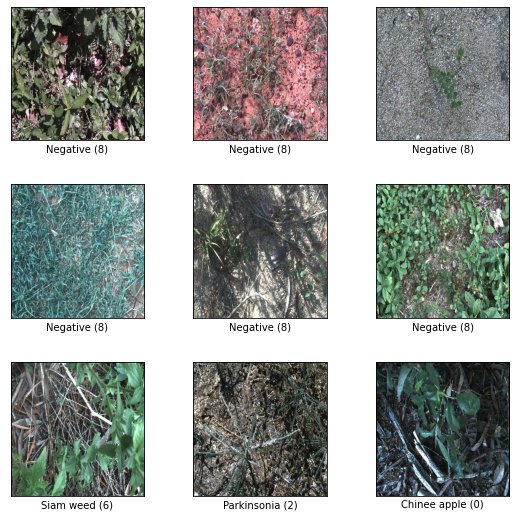 Negative (8)
Negative (8)
Negative (8)
Negative (8)
Negative (8)
Negative (8)
Siam weed (6)
Parkinsonia (2)
Chinee apple (0)